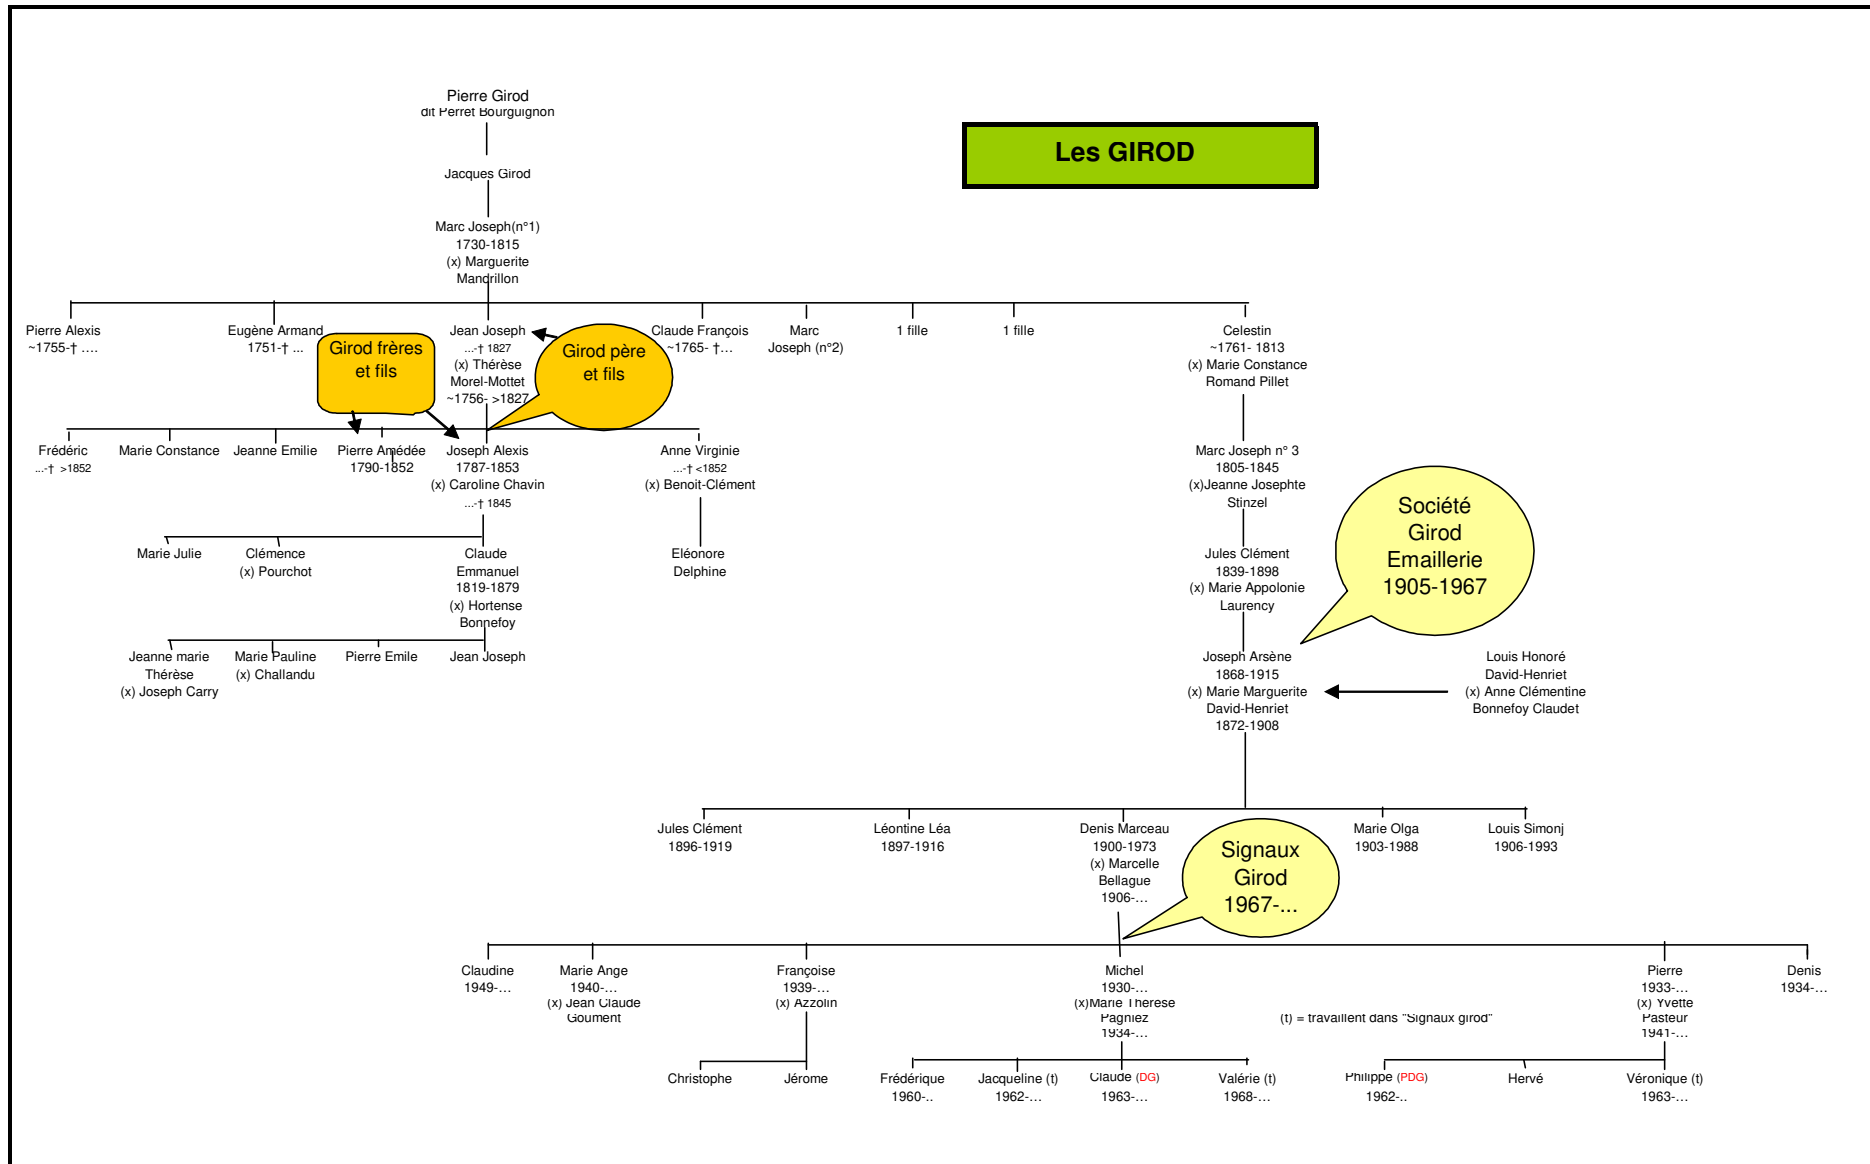 Pierre Girod
dit Perret Bourguignon
Les GIROD
Jacques Girod
Marc Joseph(n°1)
1730-1815
(x) Marguerite
Mandrillon
Pierre Alexis
~1755-† ….
Eugène Armand
1751-† ...
Jean Joseph
...-† 1827
(x) Thérèse
Morel-Mottet
~1756- >1827
Claude François
~1765- †…
Marc
Joseph (n°2)
1 fille
1 fille
Celestin
~1761- 1813
(x) Marie Constance
Romand Pillet
Girod frères
et fils
Girod père
et fils
Frédéric
...-† >1852
Marie Constance
Jeanne Emilie
Pierre Amédée
1790-1852
Joseph Alexis
1787-1853
(x) Caroline Chavin
...-† 1845
Anne Virginie
...-† <1852
(x) Benoit-Clément
Marc Joseph n° 3
1805-1845
(x)Jeanne Josephte
Stinzel
Société
Girod
Emaillerie
1905-1967
Marie Julie
Clémence
(x) Pourchot
Claude
Emmanuel
1819-1879
(x) Hortense
Bonnefoy
Eléonore
Delphine
Jules Clément
1839-1898
(x) Marie Appolonie
Laurency
Jeanne marie
Thérèse
(x) Joseph Carry
Marie Pauline
(x) Challandu
Pierre Emile
Jean Joseph
Joseph Arsène
1868-1915
(x) Marie Marguerite
David-Henriet
1872-1908
Louis Honoré
David-Henriet
(x) Anne Clémentine
Bonnefoy Claudet
Jules Clément
1896-1919
Léontine Léa
1897-1916
Denis Marceau
1900-1973
(x) Marcelle
Bellague
1906-…
Marie Olga
1903-1988
Louis Simonj
1906-1993
Signaux
Girod
1967-...
Claudine
1949-…
Marie Ange
1940-…
(x) Jean Claude
Goument
Françoise
1939-…
(x) Azzolin
Michel
1930-…
(x)Marie Therese
Pagniez
1934-…
(t) = travaillent dans "Signaux girod"
Pierre
1933-…
(x) Yvette
Pasteur
1941-…
Denis
1934-…
Christophe
Jérome
Frédérique
1960-..
Jacqueline (t)
1962-…
Claude (DG)
1963-…
Valérie (t)
1968-…
Philippe (PDG)
1962-..
Hervé
Véronique (t)
1963-…